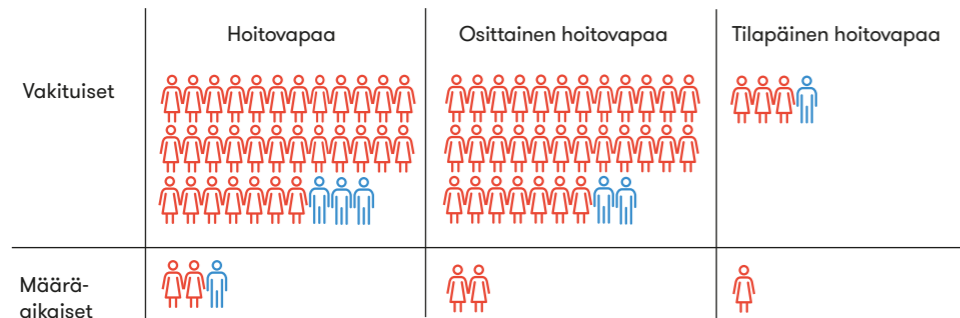 Hoitovapaa
Osittainen hoitovapaa
Tilapäinen hoitovapaa
Vakituiset
Määrä-
aikaiset